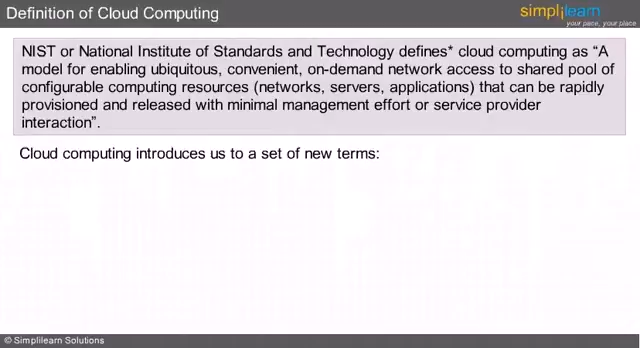 Definition of Cloud Computing
simplilearn
your pace, your place
NIST or National Institute of Standards and Technology defines* cloud computing as “A
model for enabling ubiquitous, convenient, on-demand network access to shared pool of
configurable computing resources (networks, servers, applications) that can be rapidly
provisioned and released with minimal management effort or service provider
interaction”.
Cloud computing introduces us to a set of new terms:
© Simplilearn Solutions